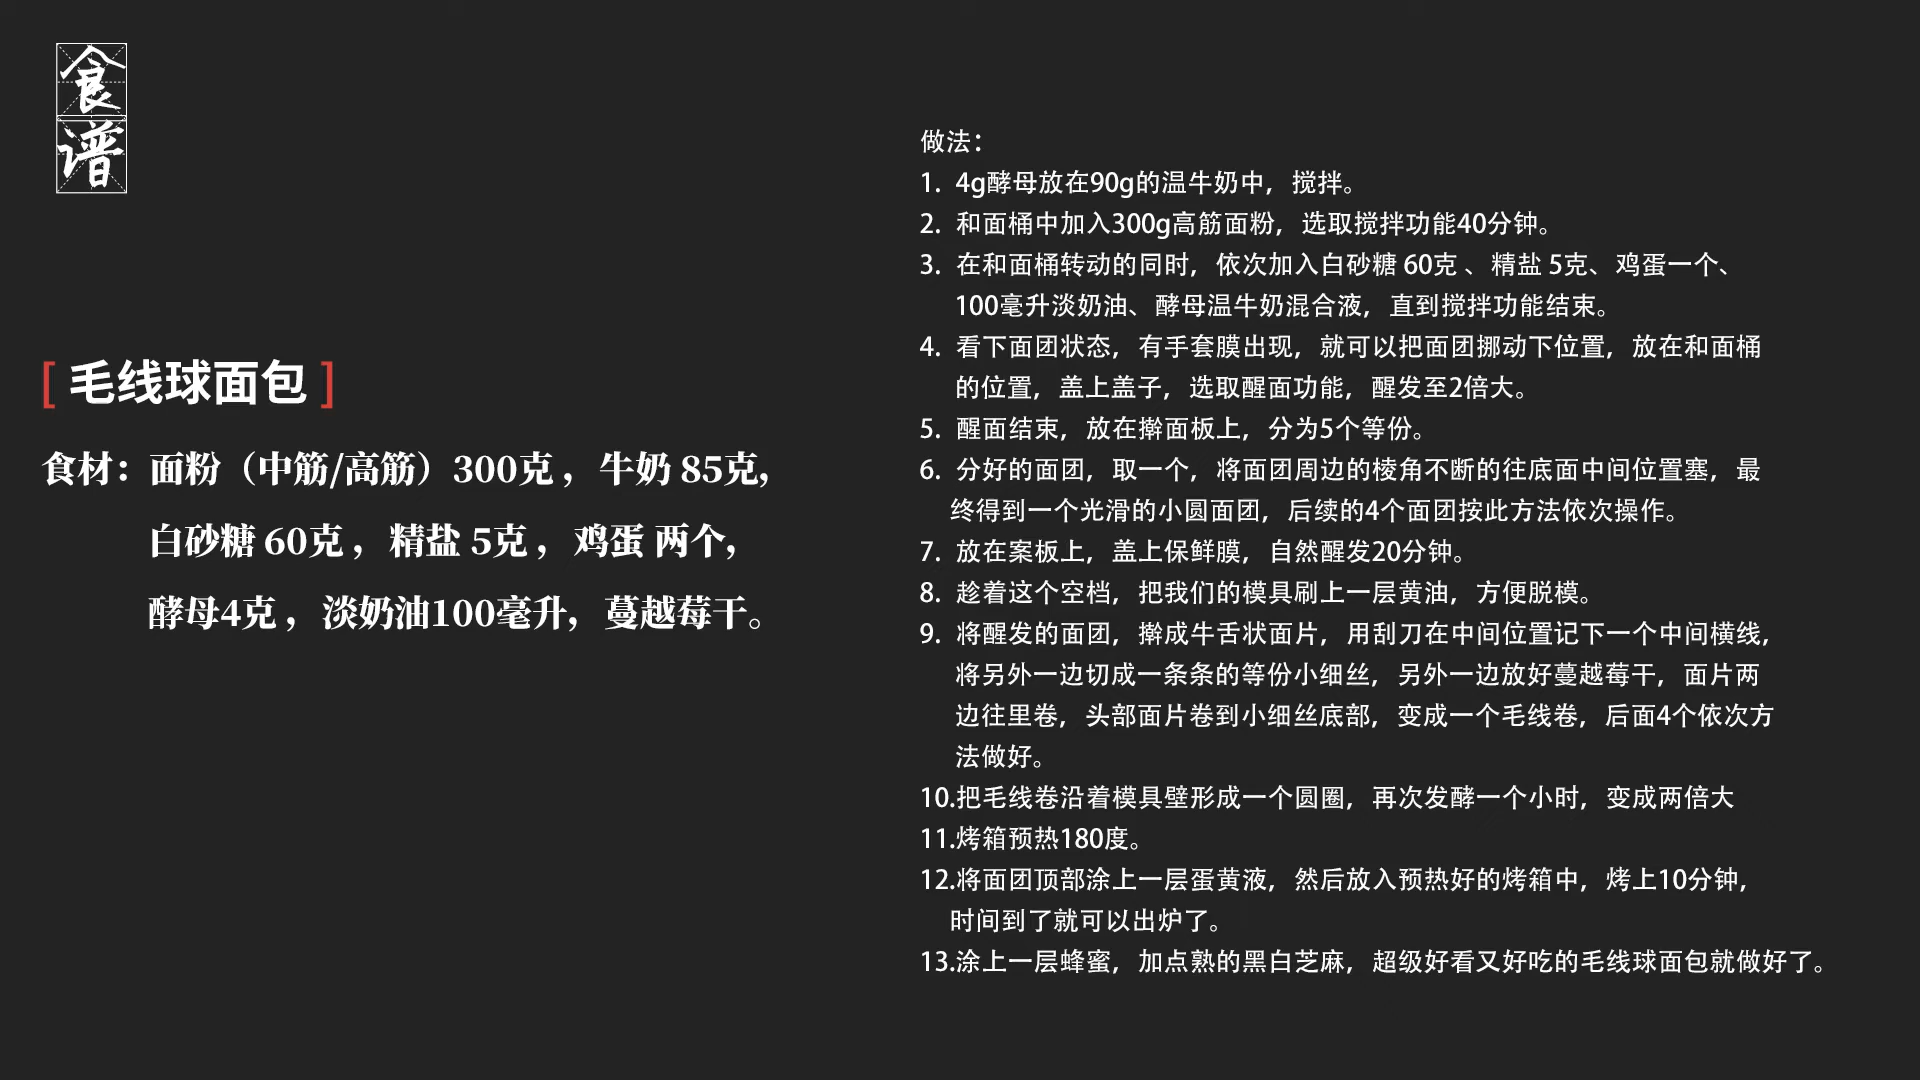 食
谱
[ 毛线球面包 ]
食材：面粉（中筋/高筋）300克 ，牛奶 85克，
白砂糖 60克 ，精盐 5克 ，鸡蛋 两个，
酵母4克 ，淡奶油100毫升，蔓越莓干。
做法：
1. 4g酵母放在90g的温牛奶中，搅拌。
2. 和面桶中加入300g高筋面粉，选取搅拌功能40分钟。
3. 在和面桶转动的同时，依次加入白砂糖 60克 、精盐 5克、鸡蛋一个、
100毫升淡奶油、酵母温牛奶混合液，直到搅拌功能结束。
4. 看下面团状态，有手套膜出现，就可以把面团挪动下位置，放在和面桶
的位置，盖上盖子，选取醒面功能，醒发至2倍大。
5. 醒面结束，放在擀面板上，分为5个等份。
6. 分好的面团，取一个，将面团周边的棱角不断的往底面中间位置塞，最
终得到一个光滑的小圆面团，后续的4个面团按此方法依次操作。
7. 放在案板上，盖上保鲜膜，自然醒发20分钟。
8. 趁着这个空档，把我们的模具刷上一层黄油，方便脱模。
9. 将醒发的面团，擀成牛舌状面片，用刮刀在中间位置记下一个中间横线，
将另外一边切成一条条的等份小细丝，另外一边放好蔓越莓干，面片两
边往里卷，头部面片卷到小细丝底部，变成一个毛线卷，后面4个依次方
法做好。
10.把毛线卷沿着模具壁形成一个圆圈，再次发酵一个小时，变成两倍大
11.烤箱预热180度。
12.将面团顶部涂上一层蛋黄液，然后放入预热好的烤箱中，烤上10分钟，
时间到了就可以出炉了。
13.涂上一层蜂蜜，加点熟的黑白芝麻，超级好看又好吃的毛线球面包就做好了。